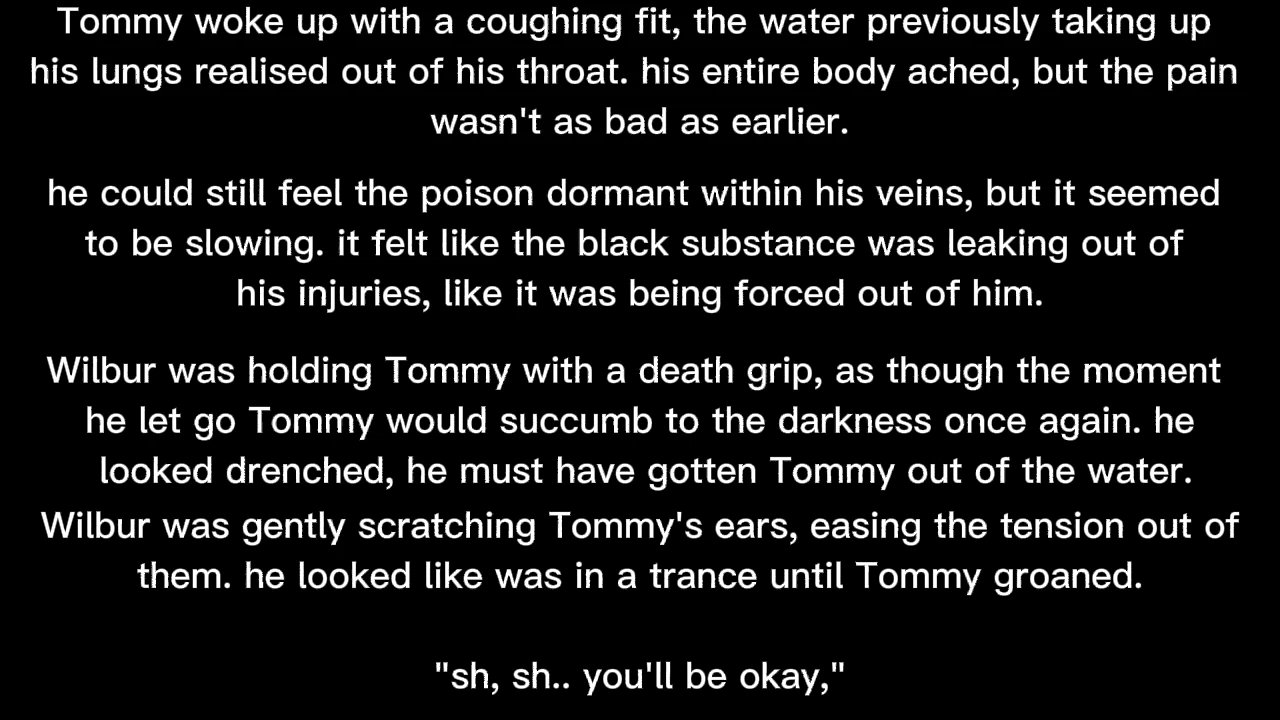 Tommy woke up with a coughing fit, the water previously taking up
his lungs realised out of his throat. his entire body ached, but the pain
wasn't as bad as earlier.
he could still feel the poison dormant within his veins, but it seemed
to be slowing. it felt like the black substance was leaking out of
his injuries, like it was being forced out of him.
Wilbur was holding Tommy with a death grip, as though the moment
he let go Tommy would succumb to the darkness once again. he
looked drenched, he must have gotten Tommy out of the water.
Wilbur was gently scratching Tommy's ears, easing the tension out of
them. he looked like was in a trance until Tommy groaned.
"sh, sh.. you'll be okay,"